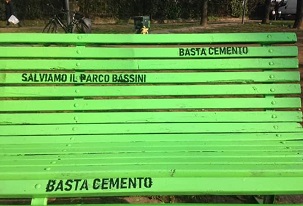 BASTA CEMENTO
SALVIAMO IL PARCO BASSINI
BASTA CEMENTO